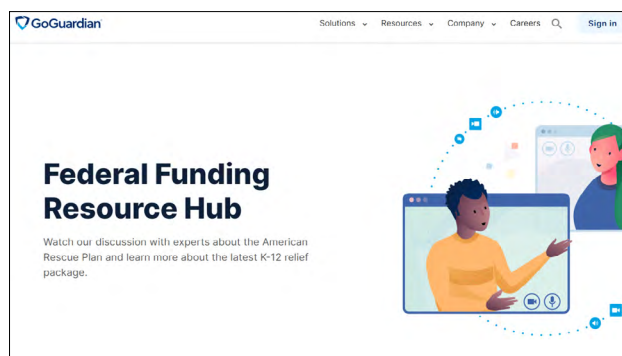 GoGuardian
Solutions Resources Company Careers Sign in
Federal Funding
Resource Hub
Watch our discussion with experts about the American
Rescue Plan and learn more about the latest K-12 relief
package.